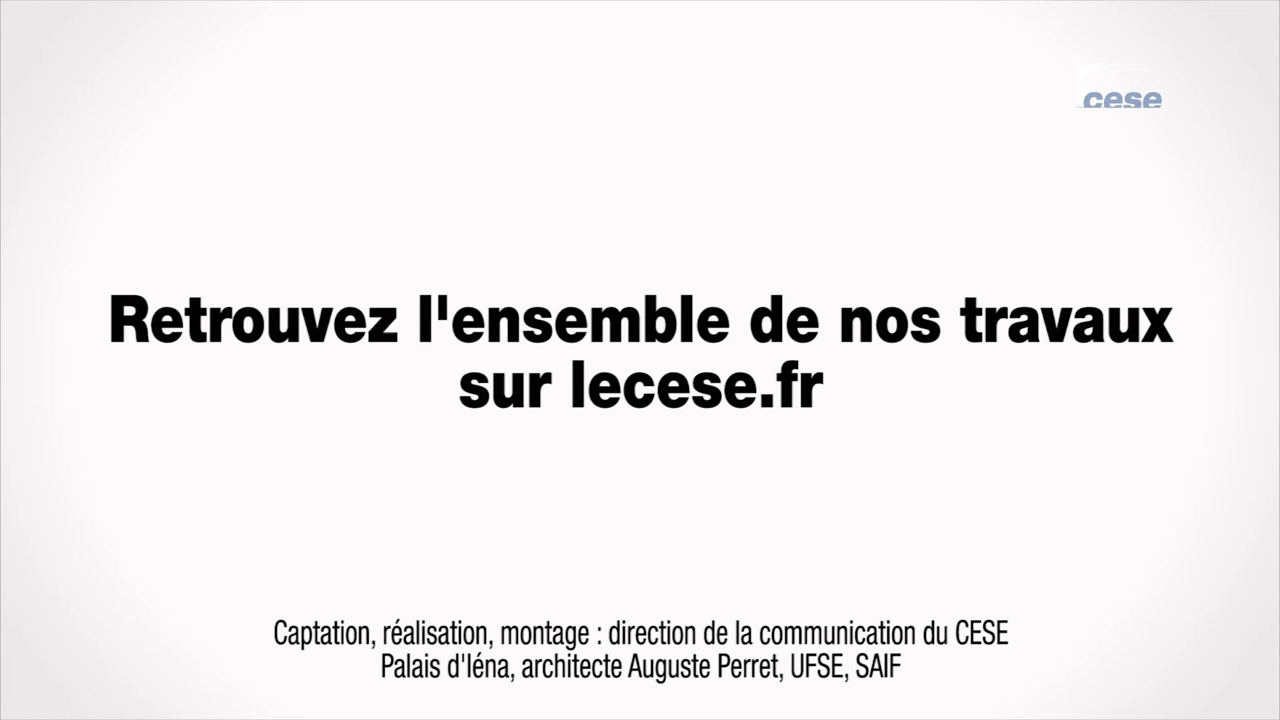 cese
Retrouvez l'ensemble de nos travaux
sur lecese.fr
Captation, réalisation, montage : direction de la communication du CESE
Palais d'Iéna, architecte Auguste Perret, UFSE, SAIF